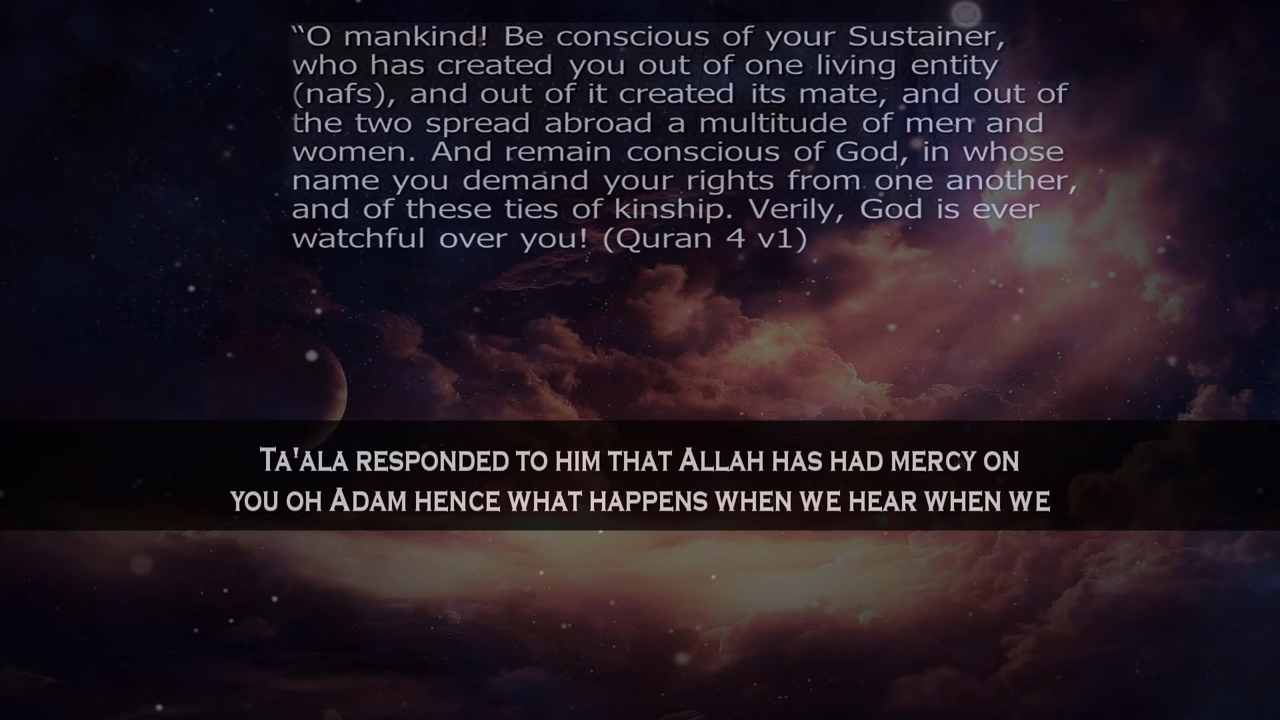 “O mankind! Be conscious of your Sustainer,
who has created you out of one living entity
(nafs), and out of it created its mate, and out of
the two spread abroad a multitude of men and
women. And remain conscious of God, in whose
name you demand your rights from one another,
and of these ties of kinship. Verily, God is ever
watchful over you! (Quran 4 v1)
Ta'ala responded to him that Allah has had mercy on
you oh Adam hence what happens when we hear when we